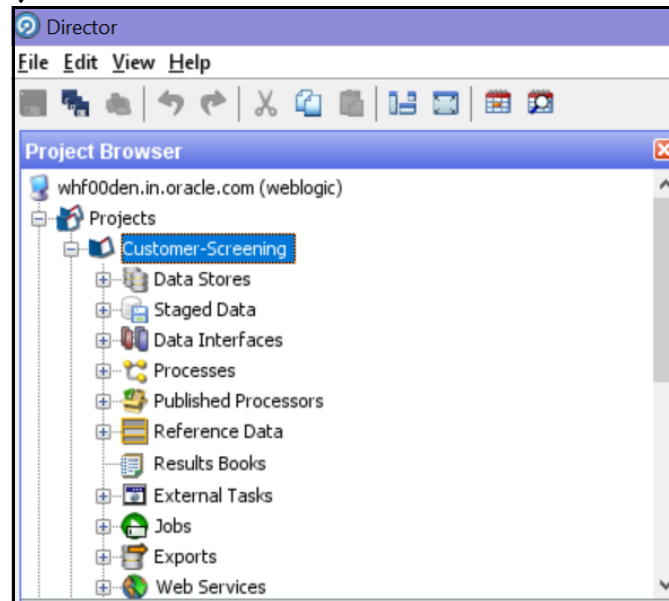 Director
File Edit View Help
Project Browser
whf00den.in.oracle.com (weblogic)
Projects
Customer-Screening
Data Stores
Staged Data
Data Interfaces
Processes
Published Processors
Reference Data
Results Books
External Tasks
Jobs
Exports
Web Services